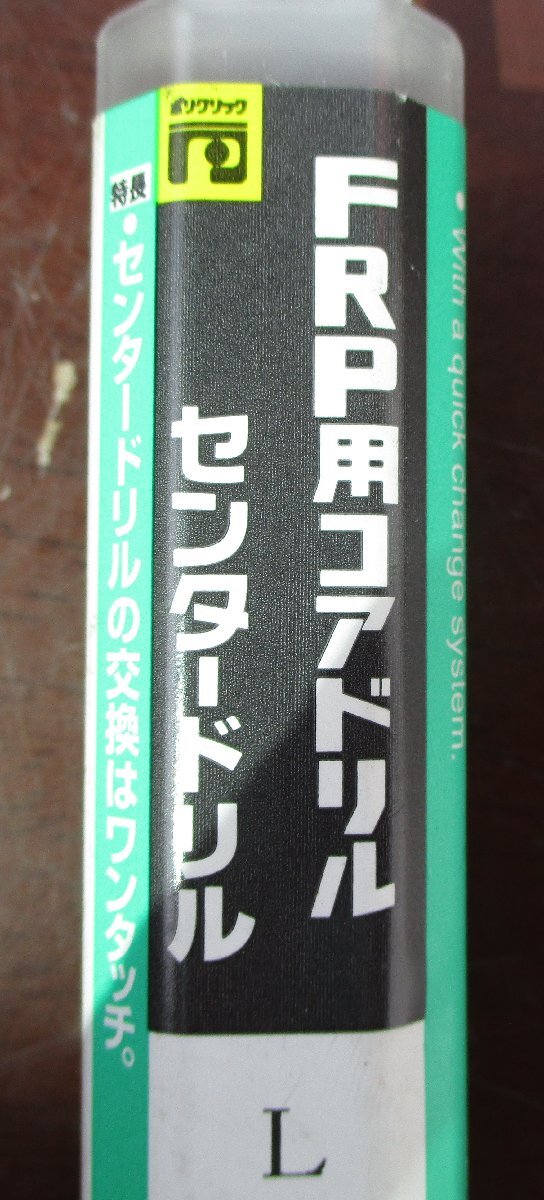 ポリクリック
FRP用コアドリル
センタードリル
特長
・センタードリルの交換はワンタッチ。
• With a quick change system.
L